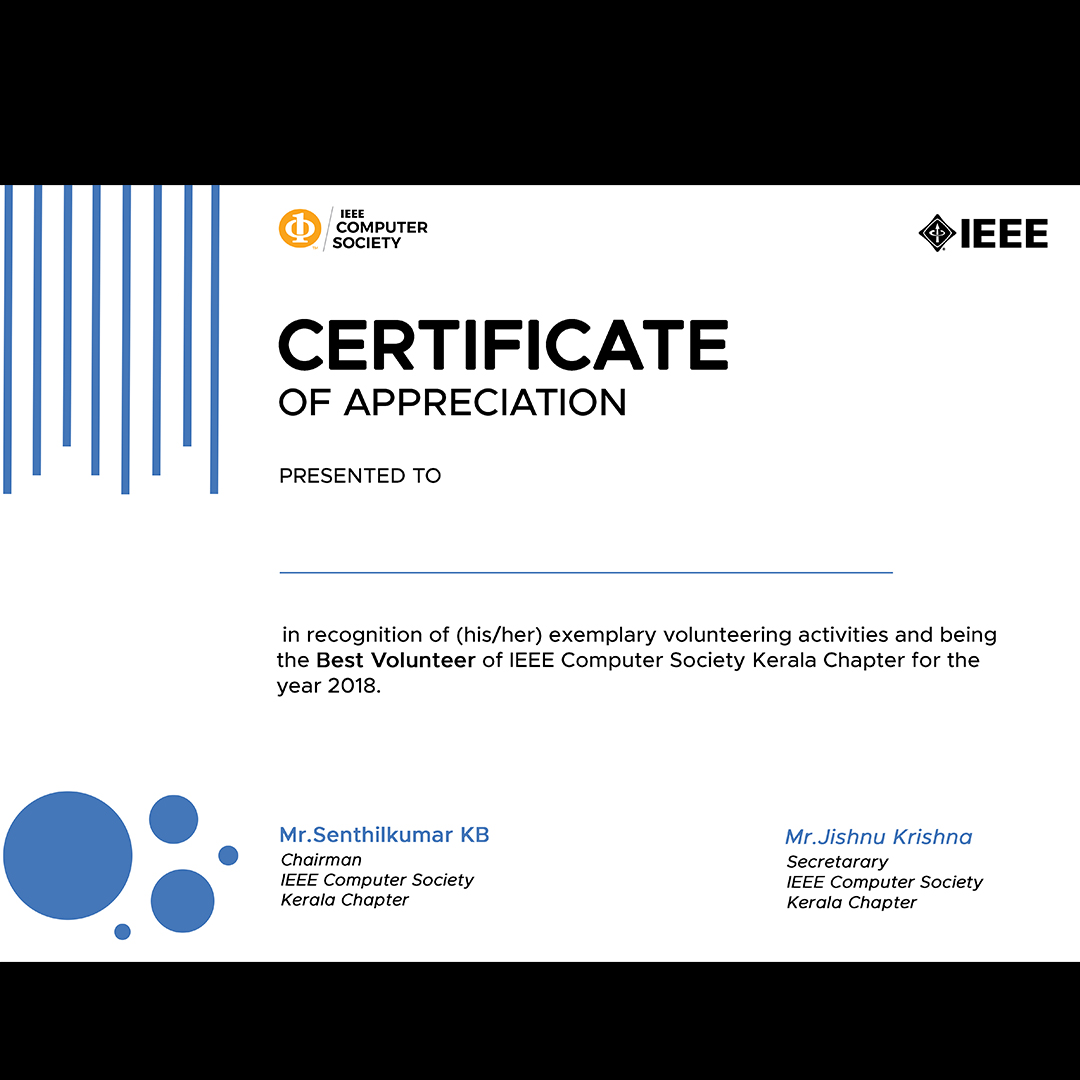 IEEE
COMPUTER
SOCIETY
IEEE
CERTIFICATE
OF APPRECIATION
PRESENTED TO
in recognition of (his/her) exemplary volunteering activities and being
the Best Volunteer of IEEE Computer Society Kerala Chapter for the
year 2018.
Mr.Senthilkumar KB
Chairman
IEEE Computer Society
Kerala Chapter
Mr.Jishnu Krishna
Secretarary
IEEE Computer Society
Kerala Chapter